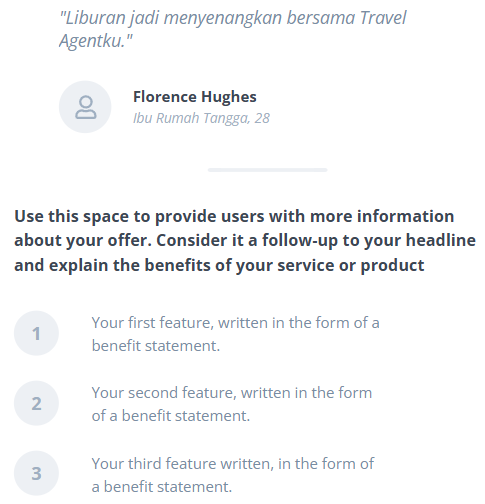 "Liburan jadi menyenangkan bersama Travel
Agentku."
Florence Hughes
Ibu Rumah Tangga, 28
Use this space to provide users with more information
about your offer. Consider it a follow-up to your headline
and explain the benefits of your service or product
1
Your first feature, written in the form of a
benefit statement.
2
Your second feature, written in the form
of a benefit statement.
3
Your third feature written, in the form of
a benefit statement.